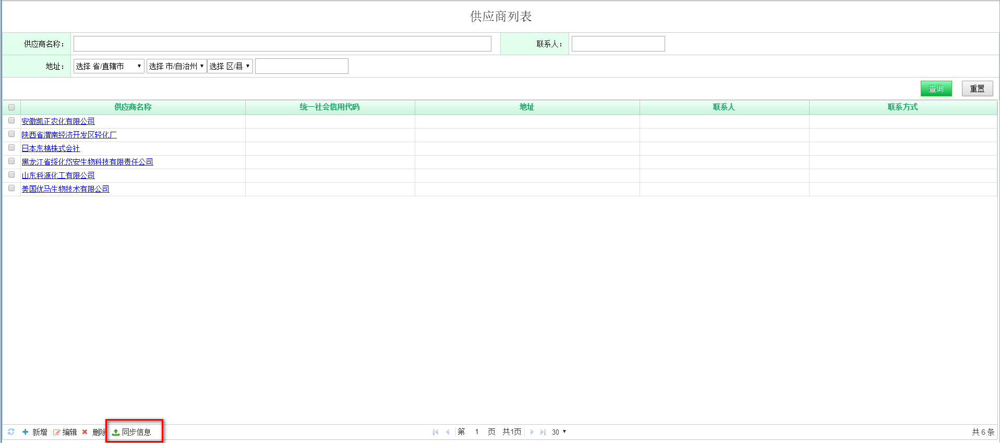 供应商列表
供应商名称： 联系人：
地址： 选择 省/直辖市 选择 市/自治州 选择 区/县
查询 重置
供应商名称 统一社会信用代码 地址 联系人 联系方式
安徽凯正农化有限公司
陕西省渭南经济开发区轻化厂
日本东棉株式会社
黑龙江省绥化岱安生物科技有限责任公司
山东科源化工有限公司
美国优马生物技术有限公司
新增 编辑 删除 同步信息 第 1 页 共1页 30 共 6 条